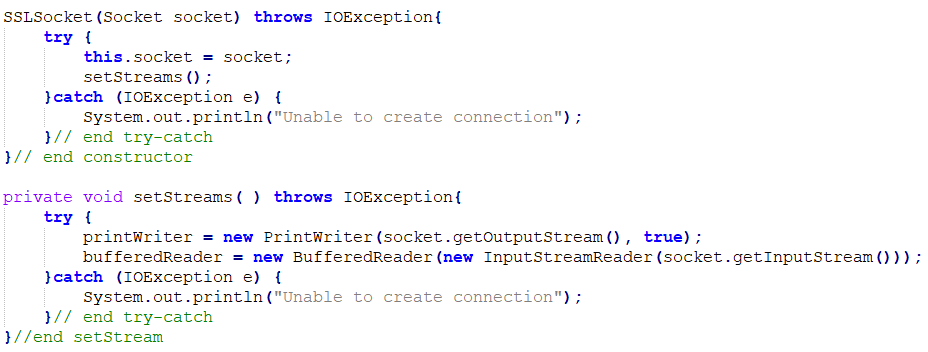 SSLSocket(Socket socket) throws IOException{
    try {
        this.socket = socket;
        setStreams();
    }catch (IOException e) {
        System.out.println("Unable to create connection");
    }// end try-catch
}// end constructor

private void setStreams( ) throws IOException{
    try {
        printWriter = new PrintWriter(socket.getOutputStream(), true);
        bufferedReader = new BufferedReader(new InputStreamReader(socket.getInputStream()));
    }catch (IOException e) {
        System.out.println("Unable to create connection");
    }// end try-catch
}//end setStream